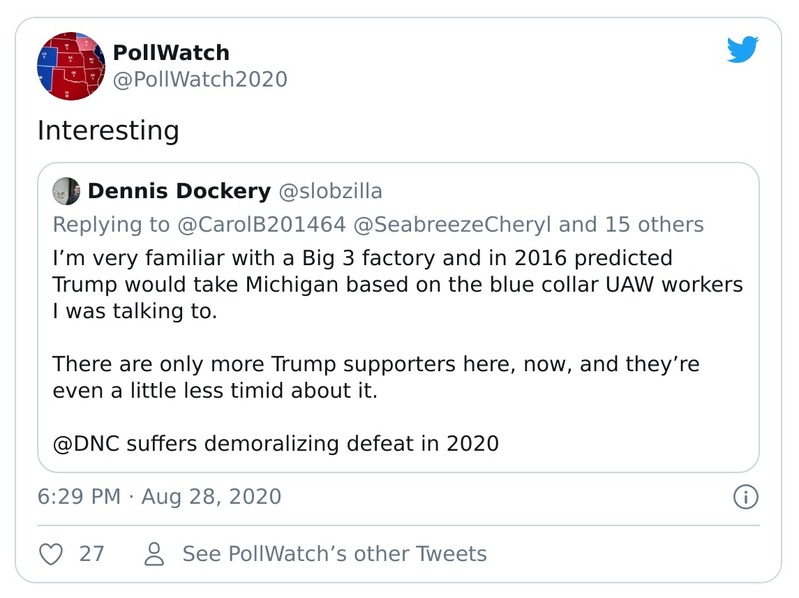 PollWatch
@PollWatch2020
Interesting
Dennis Dockery @slobzilla
Replying to @CarolB201464 @SeabreezeCheryl and 15 others
I’m very familiar with a Big 3 factory and in 2016 predicted
Trump would take Michigan based on the blue collar UAW workers
I was talking to.
There are only more Trump supporters here, now, and they’re
even a little less timid about it.
@DNC suffers demoralizing defeat in 2020
6:29 PM · Aug 28, 2020
27
See PollWatch’s other Tweets